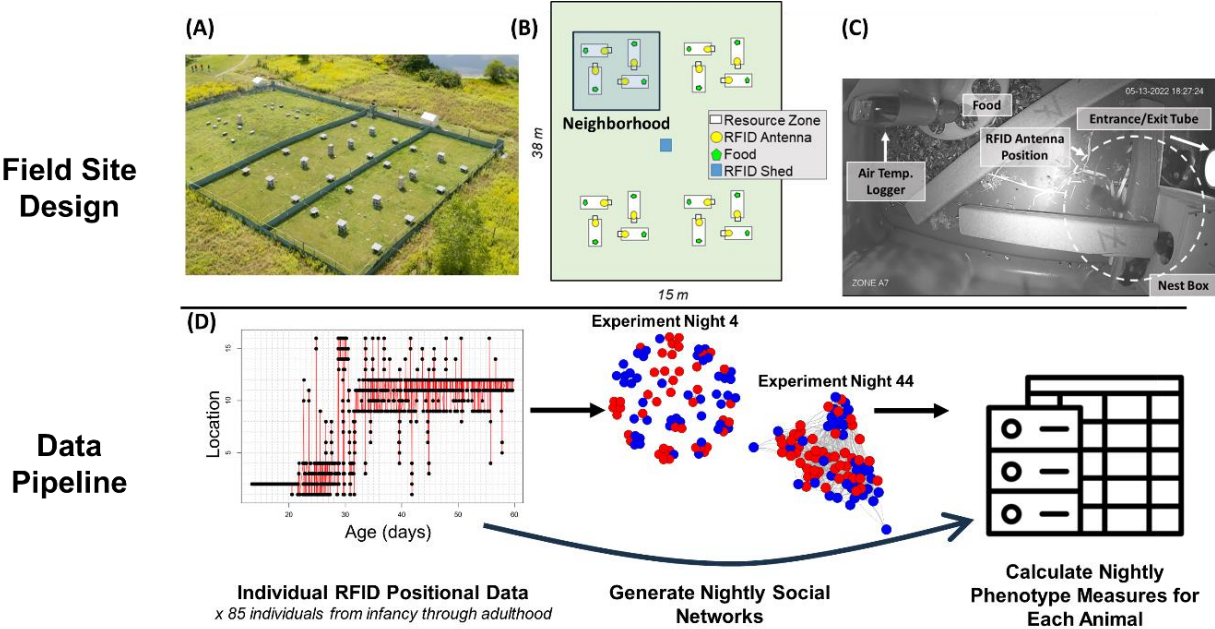 (A)
(B)
(C)
Field Site
Design
38 m
15 m
Neighborhood
Resource Zone
RFID Antenna
Food
RFID Shed
05-13-2022 18:27:24
Food
Entrance/Exit Tube
RFID Antenna
Position
Air Temp.
Logger
ZONE A7
Nest Box
(D)
Data
Pipeline
Location
15
10
5
20
30
40
50
60
Age (days)
Experiment Night 4
Experiment Night 44
Individual RFID Positional Data
x 85 individuals from infancy through adulthood
Generate Nightly Social
Networks
Calculate Nightly
Phenotype Measures for
Each Animal